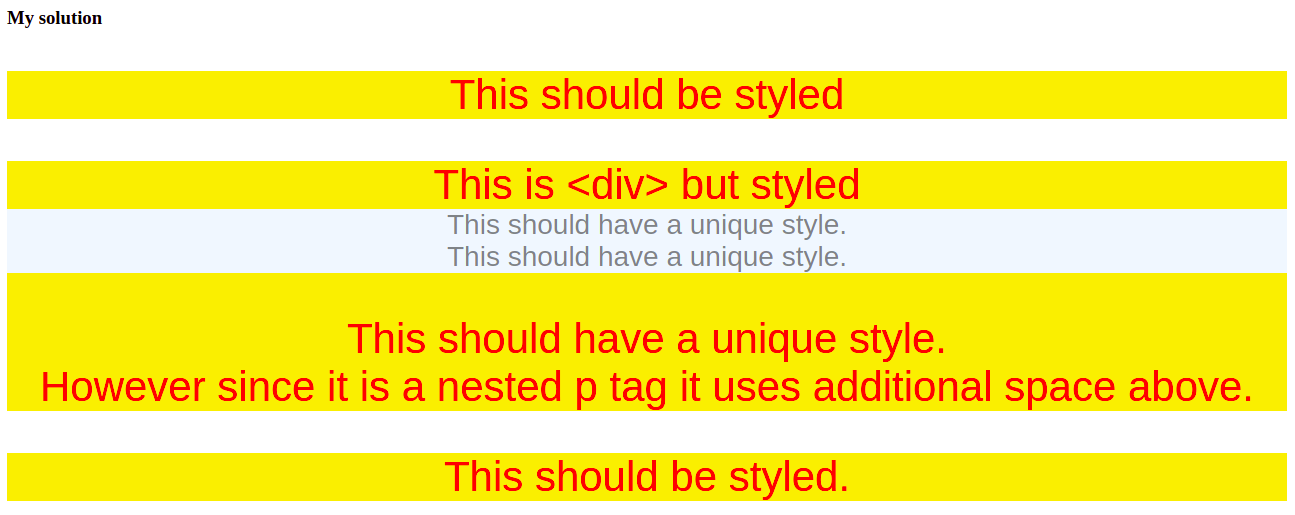 My solution
This should be styled
This is <div> but styled
This should have a unique style.
This should have a unique style.
This should have a unique style.
However since it is a nested p tag it uses additional space above.
This should be styled.